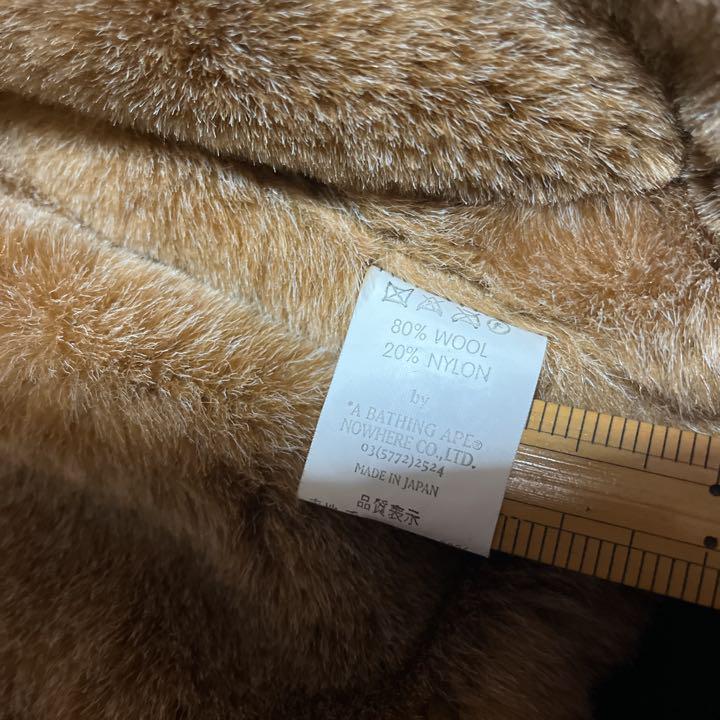 80% WOOL
20% NYLON
by
*A BATHING APE®
NOWHERE CO., LTD.
03(5772)2524
MADE IN JAPAN
品質表示